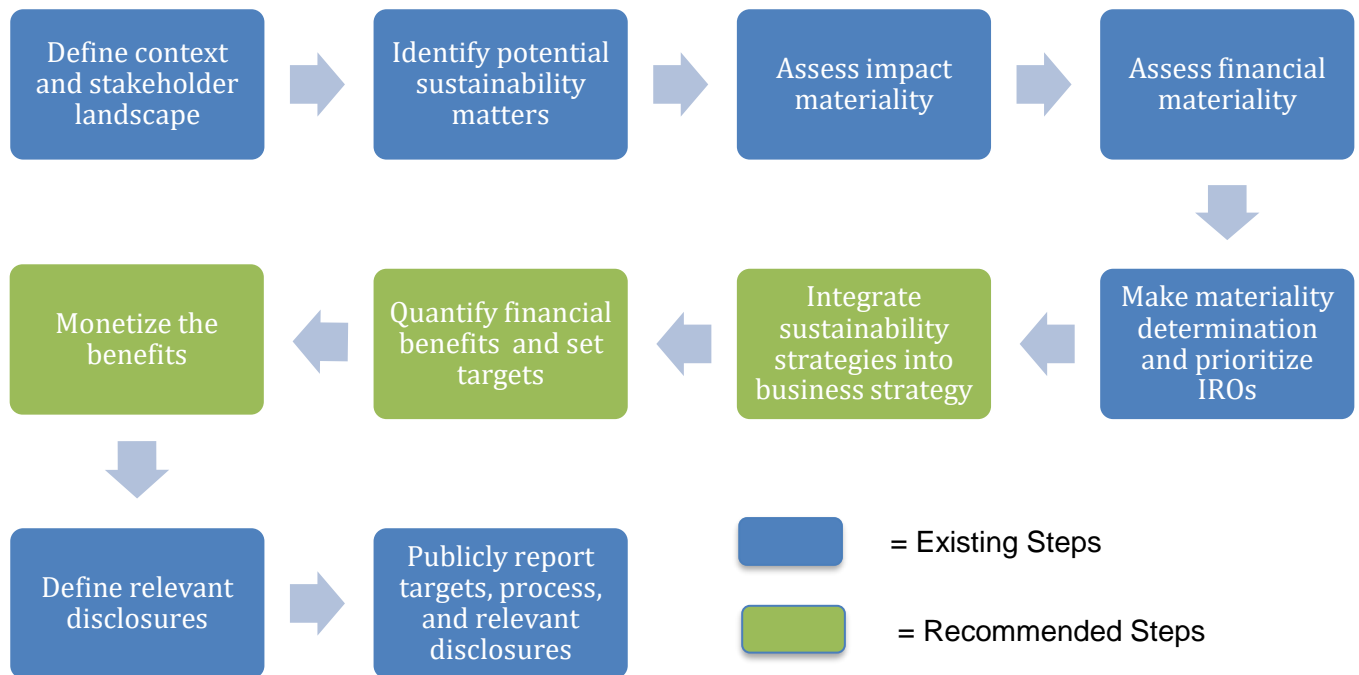 Define context
and stakeholder
landscape
Identify potential
sustainability
matters
Assess impact
materiality
Assess financial
materiality
Make materiality
determination
and prioritize
IROs
Integrate
sustainability
strategies into
business strategy
Quantify financial
benefits  and set
targets
Monetize the
benefits
Define relevant
disclosures
Publicly report
targets, process,
and relevant
disclosures
= Existing Steps
= Recommended Steps